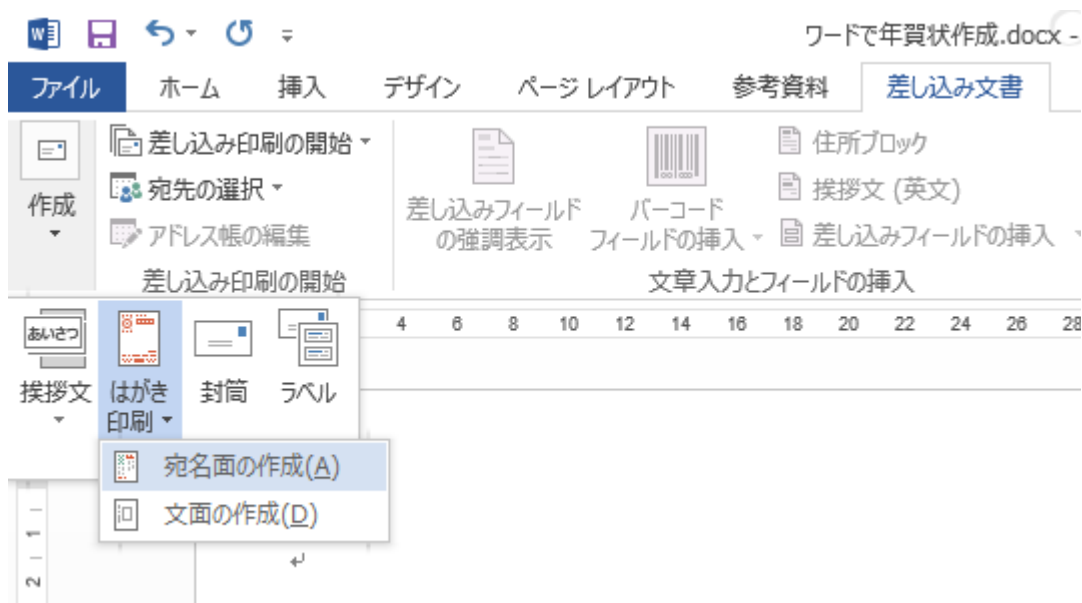 ワードで年賀状作成.docx -
ファイル ホーム 挿入 デザイン ページ レイアウト 参考資料 差し込み文書
作成
差し込み印刷の開始
宛先の選択
アドレス帳の編集
差し込み印刷の開始
差し込みフィールド
の強調表示
バーコード
フィールドの挿入
住所ブロック
挨拶文 (英文)
差し込みフィールドの挿入
文章入力とフィールドの挿入
あいさつ
挨拶文
はがき
印刷
封筒
ラベル
宛名面の作成(A)
文面の作成(D)
4 6 8 10 12 14 16 18 20 22 24 26 28
1
2